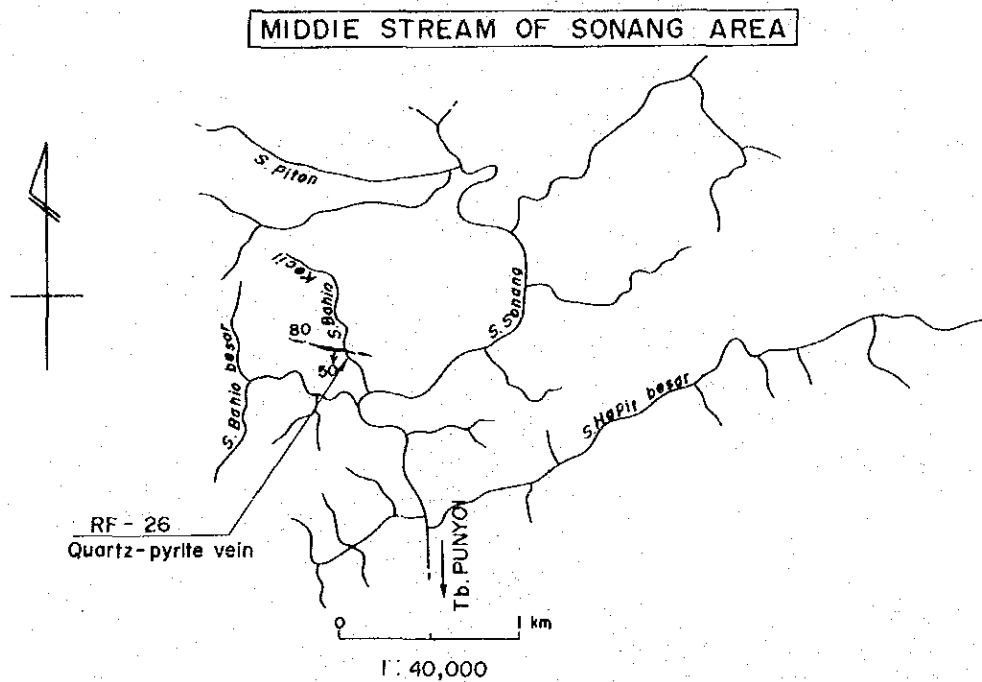 MIDDIE STREAM OF SONANG AREA
S. Piton
Kecil
S. Bahio
S. Sonang
80
50
S. Bahio besar
S. HaPit besar
RF - 26
Quartz-pyrite vein
Tb. PUNYOI
0 1 km
1 : 40,000